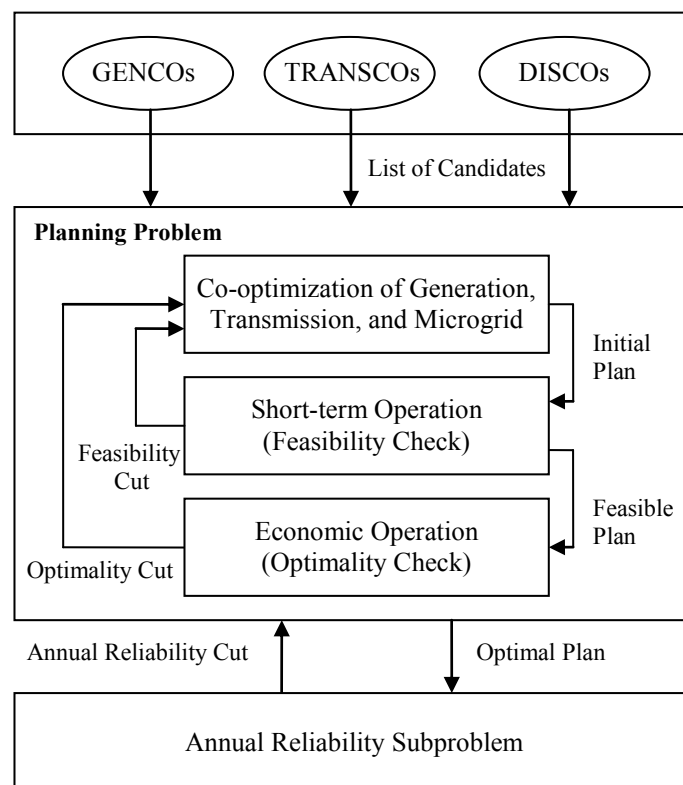 GENCOs
TRANSCOs
DISCOs
List of Candidates
Planning Problem
Co-optimization of Generation,
Transmission, and Microgrid
Initial
Plan
Short-term Operation
(Feasibility Check)
Feasibility
Cut
Feasible
Plan
Economic Operation
(Optimality Check)
Optimality Cut
Annual Reliability Cut
Optimal Plan
Annual Reliability Subproblem